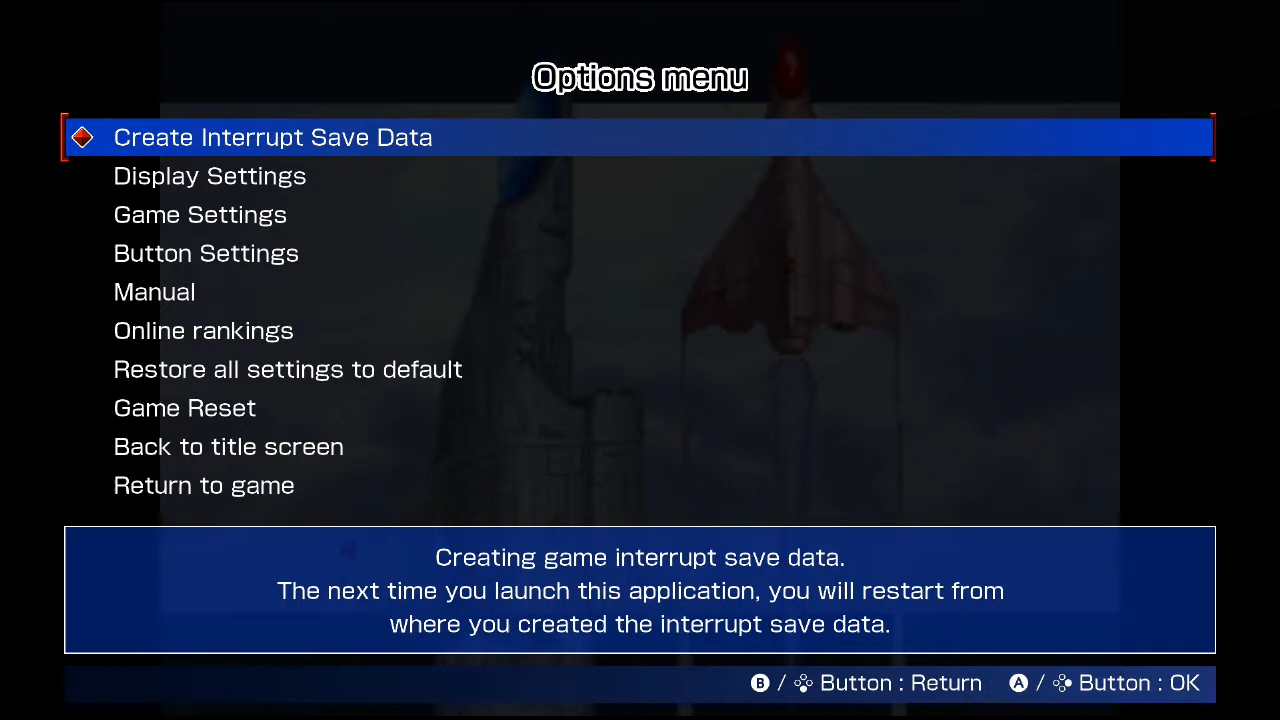 Options menu
Create Interrupt Save Data
Display Settings
Game Settings
Button Settings
Manual
Online rankings
Restore all settings to default
Game Reset
Back to title screen
Return to game
Creating game interrupt save data.
The next time you launch this application, you will restart from
where you created the interrupt save data.
B / Button : Return A / Button : OK